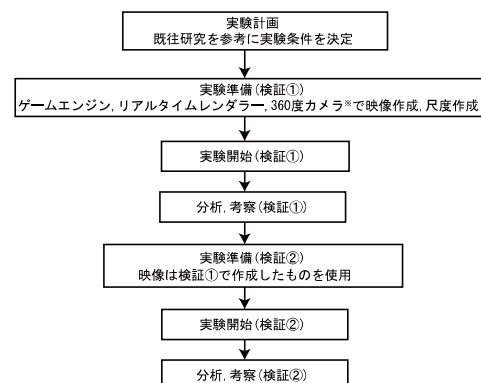 実験計画
既往研究を参考に実験条件を決定
実験準備(検証①)
ゲームエンジン, リアルタイムレンダラー, 360度カメラ※で映像作成, 尺度作成
実験開始(検証①)
分析, 考察(検証①)
実験準備(検証②)
映像は検証①で作成したものを使用
実験開始(検証②)
分析, 考察(検証②)